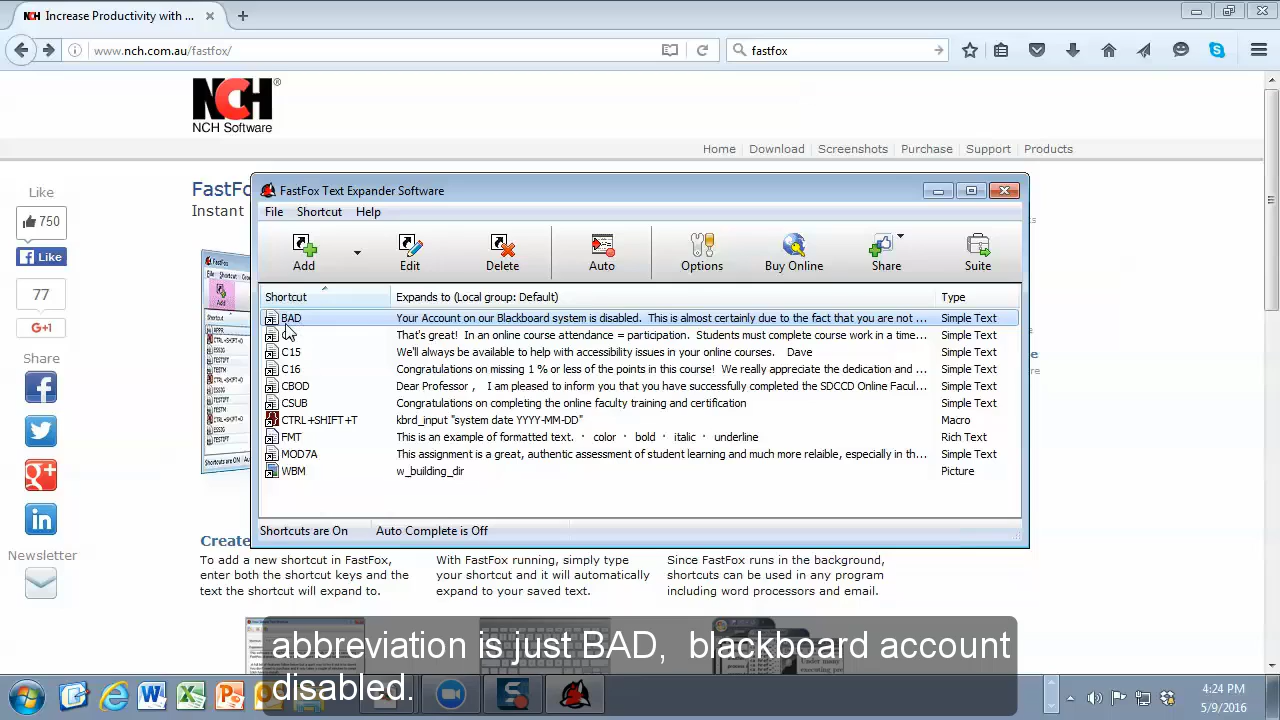 Increase Productivity with ...
www.nch.com.au/fastfox/
fastfox
NCH
NCH Software
Home Download Screenshots Purchase Support Products
FastFo
Instant
Like
750
Like
77
+1
Share
Newsletter
FastFox Text Expander Software
File Shortcut Help
Add Edit Delete Auto Options Buy Online Share Suite
Shortcut Expands to (Local group: Default) Type
BAD Your Account on our Blackboard system is disabled. This is almost certainly due to the fact that you are not ... Simple Text
That's great! In an online course attendance = participation. Students must complete course work in a time... Simple Text
C15 We'll always be available to help with accessibility issues in your online courses. Dave Simple Text
C16 Congratulations on missing 1 % or less of the points in this course! We really appreciate the dedication and ... Simple Text
CBOD Dear Professor , I am pleased to inform you that you have successfully completed the SDCCD Online Facul... Simple Text
CSUB Congratulations on completing the online faculty training and certification Simple Text
CTRL+SHIFT+T kbrd_input "system date YYYY-MM-DD" Macro
FMT This is an example of formatted text. · color · bold · italic · underline Rich Text
MOD7A This assignment is a great, authentic assessment of student learning and much more relaible, especially in th... Simple Text
WBM w_building_dir Picture
Shortcuts are On Auto Complete is Off
Create
To add a new shortcut in FastFox, enter both the shortcut keys and the text the shortcut will expand to.
With FastFox running, simply type your shortcut and it will automatically expand to your saved text.
Since FastFox runs in the background, shortcuts can be used in any program including word processors and email.
abbreviation is just BAD, blackboard account
disabled.
4:24 PM
5/9/2016